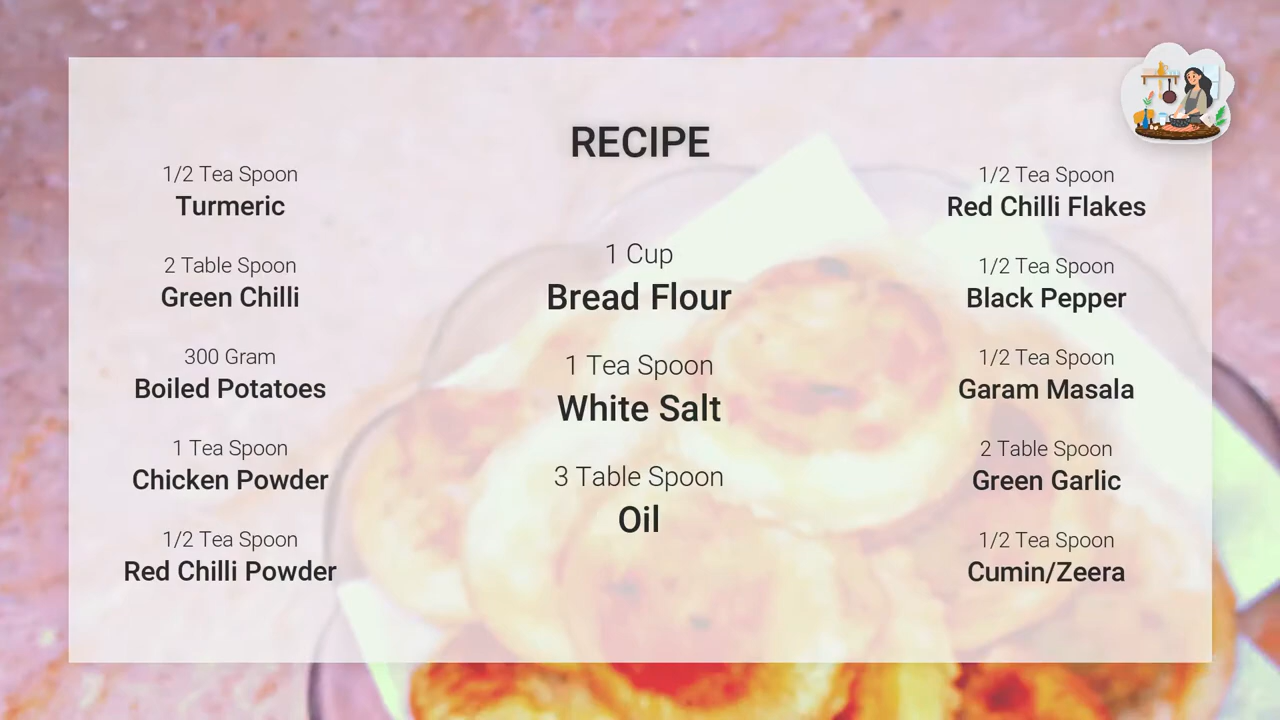 RECIPE
1/2 Tea Spoon
Turmeric
2 Table Spoon
Green Chilli
300 Gram
Boiled Potatoes
1 Tea Spoon
Chicken Powder
1/2 Tea Spoon
Red Chilli Powder
1 Cup
Bread Flour
1 Tea Spoon
White Salt
3 Table Spoon
Oil
1/2 Tea Spoon
Red Chilli Flakes
1/2 Tea Spoon
Black Pepper
1/2 Tea Spoon
Garam Masala
2 Table Spoon
Green Garlic
1/2 Tea Spoon
Cumin/Zeera